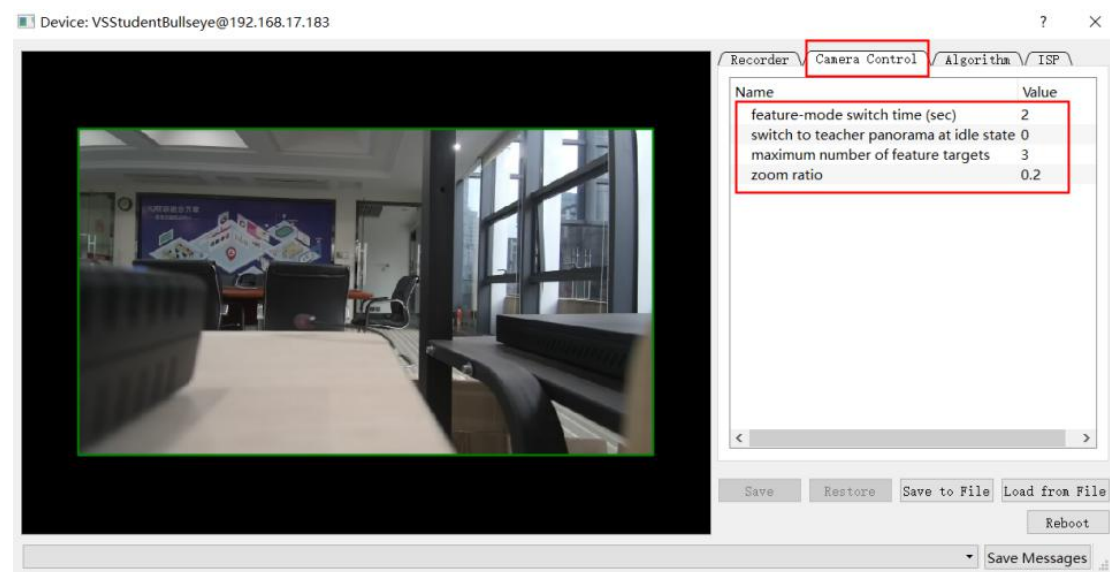 Device: VSStudentBullseye@192.168.17.183
Recorder Camera Control Algorithm ISP
Name Value
feature-mode switch time (sec) 2
switch to teacher panorama at idle state 0
maximum number of feature targets 3
zoom ratio 0.2
Save Restore Save to File Load from File
Reboot
Save Messages